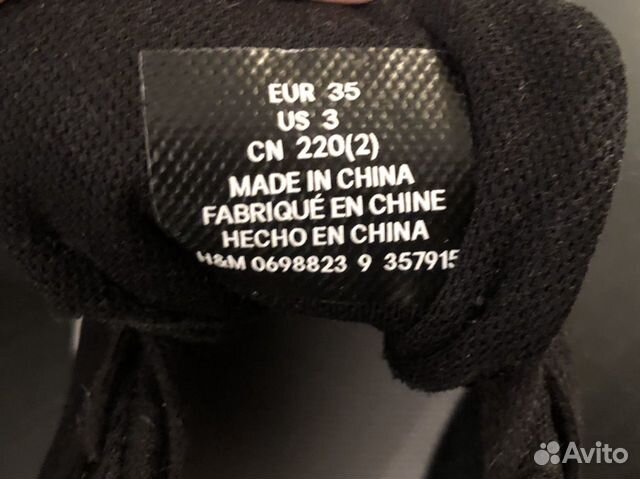 EUR 35
US 3
CN 220(2)
MADE IN CHINA
FABRIQUÉ EN CHINE
HECHO EN CHINA
H&M 0698823 9 357915
Avito